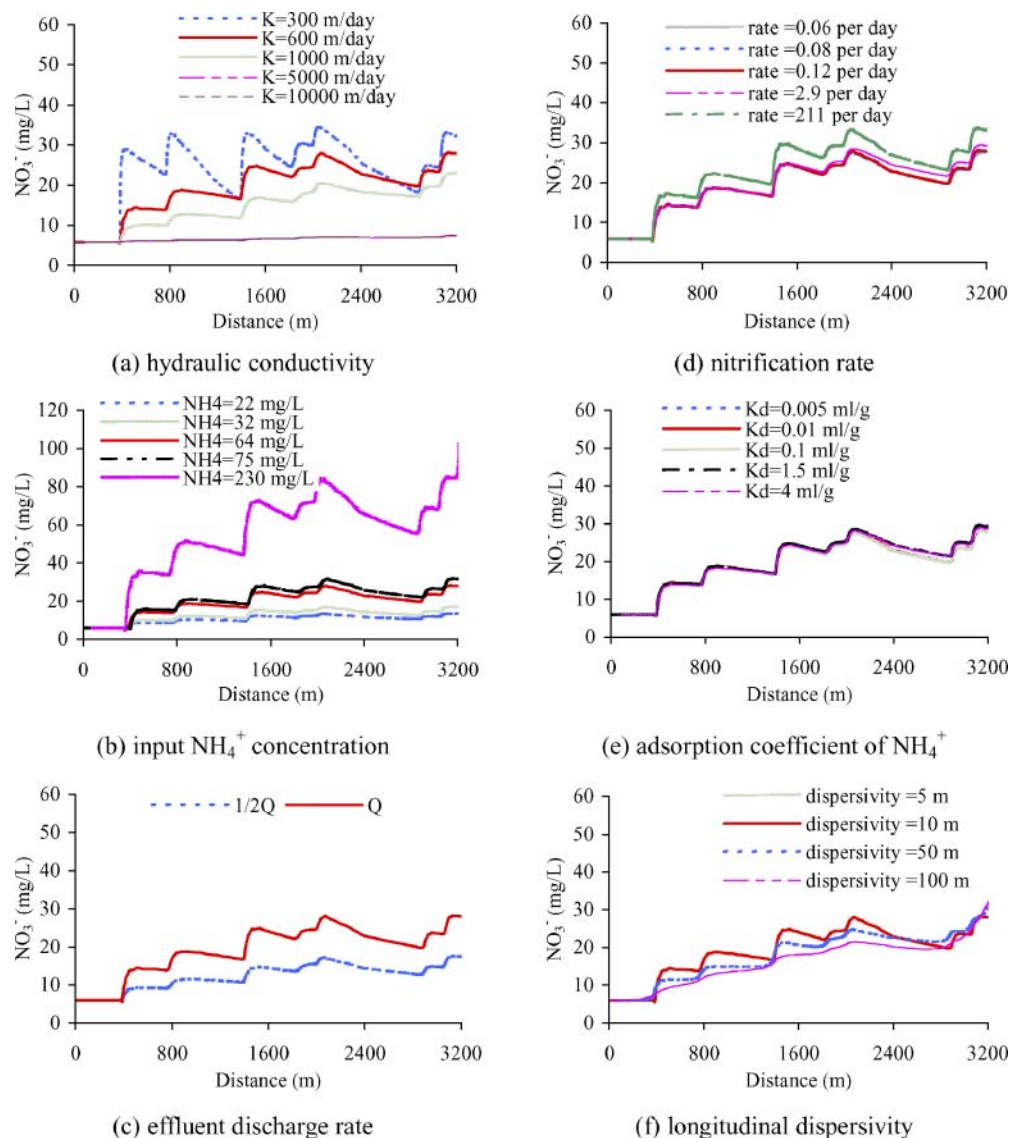 K=300 m/day
K=600 m/day
K=1000 m/day
K=5000 m/day
K=10000 m/day
NO₃⁻ (mg/L)
60
50
40
30
20
10
0
0 800 1600 2400 3200
Distance (m)
(a) hydraulic conductivity
rate =0.06 per day
rate =0.08 per day
rate =0.12 per day
rate =2.9 per day
rate =211 per day
NO₃⁻ (mg/L)
60
50
40
30
20
10
0
0 800 1600 2400 3200
Distance (m)
(d) nitrification rate
NH4=22 mg/L
NH4=32 mg/L
NH4=64 mg/L
NH4=75 mg/L
NH4=230 mg/L
NO₃⁻ (mg/L)
120
100
80
60
40
20
0
0 800 1600 2400 3200
Distance (m)
(b) input NH₄⁺ concentration
Kd=0.005 ml/g
Kd=0.01 ml/g
Kd=0.1 ml/g
Kd=1.5 ml/g
Kd=4 ml/g
NO₃⁻ (mg/L)
60
50
40
30
20
10
0
0 800 1600 2400 3200
Distance (m)
(e) adsorption coefficient of NH₄⁺
1/2Q Q
NO₃⁻ (mg/L)
60
50
40
30
20
10
0
0 800 1600 2400 3200
Distance (m)
(c) effluent discharge rate
dispersivity =5 m
dispersivity =10 m
dispersivity =50 m
dispersivity =100 m
NO₃⁻ (mg/L)
60
50
40
30
20
10
0
0 800 1600 2400 3200
Distance (m)
(f) longitudinal dispersivity